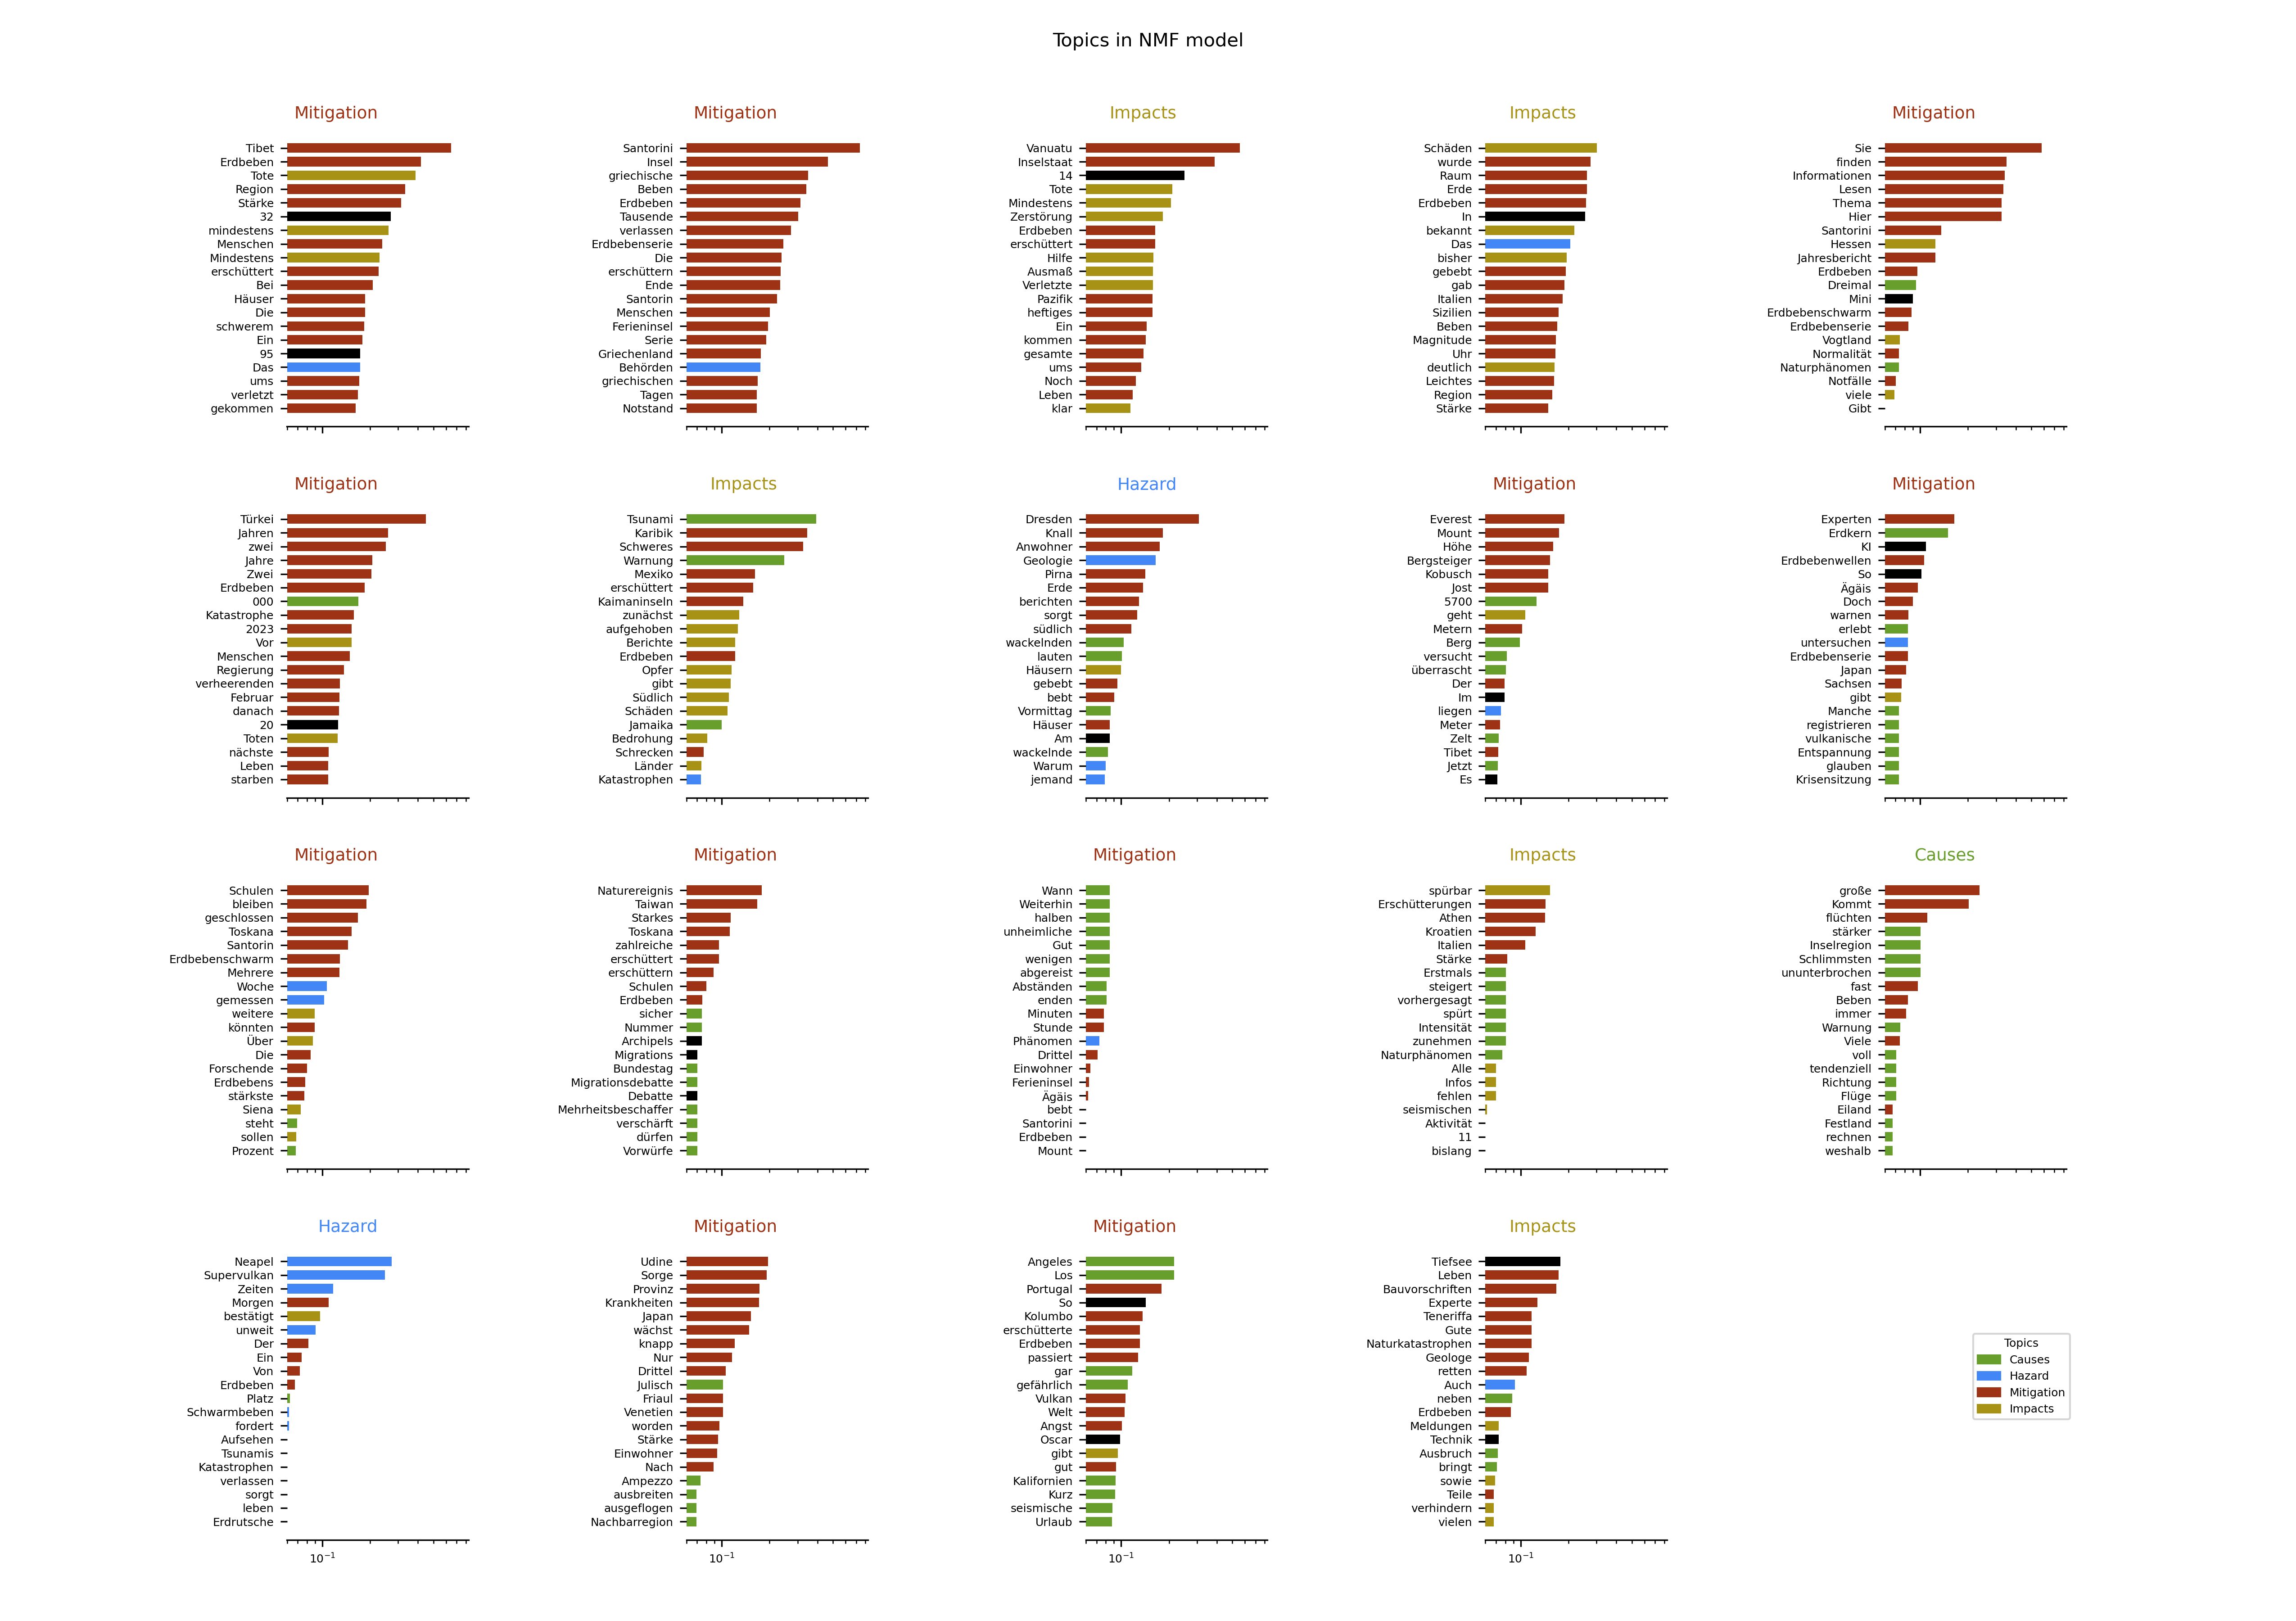 Topics in NMF model
Mitigation
Tibet
Erdbeben
Tote
Region
Stärke
32
mindestens
Menschen
Mindestens
erschüttert
Bei
Häuser
Die
schwerem
Ein
95
Das
ums
verletzt
gekommen
Mitigation
Santorini
Insel
griechische
Beben
Erdbeben
Tausende
verlassen
Erdbebenserie
Die
erschüttern
Ende
Santorin
Menschen
Ferieninsel
Serie
Griechenland
Behörden
griechischen
Tagen
Notstand
Impacts
Vanuatu
Inselstaat
14
Tote
Mindestens
Zerstörung
Erdbeben
erschüttert
Hilfe
Ausmaß
Verletzte
Pazifik
heftiges
Ein
kommen
gesamte
ums
Noch
Leben
klar
Impacts
Schäden
wurde
Raum
Erde
Erdbeben
In
bekannt
Das
bisher
gebebt
gab
Italien
Sizilien
Beben
Magnitude
Uhr
deutlich
Leichtes
Region
Stärke
Mitigation
Sie
finden
Informationen
Lesen
Thema
Hier
Santorini
Hessen
Jahresbericht
Erdbeben
Dreimal
Mini
Erdbebenschwarm
Erdbebenserie
Vogtland
Normalität
Naturphänomen
Notfälle
viele
Gibt
Mitigation
Türkei
Jahren
zwei
Jahre
Zwei
Erdbeben
000
Katastrophe
2023
Vor
Menschen
Regierung
verheerenden
Februar
danach
20
Toten
nächste
Leben
starben
Impacts
Tsunami
Karibik
Schweres
Warnung
Mexiko
erschüttert
Kaimaninseln
zunächst
aufgehoben
Berichte
Erdbeben
Opfer
gibt
Südlich
Schäden
Jamaika
Bedrohung
Schrecken
Länder
Katastrophen
Hazard
Dresden
Knall
Anwohner
Geologie
Pirna
Erde
berichten
sorgt
südlich
wackelnden
lauten
Häusern
gebebt
bebt
Vormittag
Häuser
Am
wackelnde
Warum
jemand
Mitigation
Everest
Mount
Höhe
Bergsteiger
Kobusch
Jost
5700
geht
Metern
Berg
versucht
überrascht
Der
Im
liegen
Meter
Zelt
Tibet
Jetzt
Es
Mitigation
Experten
Erdkern
KI
Erdbebenwellen
So
Ägäis
Doch
warnen
erlebt
untersuchen
Erdbebenserie
Japan
Sachsen
gibt
Manche
registrieren
vulkanische
Entspannung
glauben
Krisensitzung
Mitigation
Schulen
bleiben
geschlossen
Toskana
Santorin
Erdbebenschwarm
Mehrere
Woche
gemessen
weitere
könnten
Über
Die
Forschende
Erdbebens
stärkste
Siena
steht
sollen
Prozent
Mitigation
Naturereignis
Taiwan
Starkes
Toskana
zahlreiche
erschüttert
erschüttern
Schulen
Erdbeben
sicher
Nummer
Archipels
Migrations
Bundestag
Migrationsdebatte
Debatte
Mehrheitsbeschaffer
verschärft
dürfen
Vorwürfe
Mitigation
Wann
Weiterhin
halben
unheimliche
Gut
wenigen
abgereist
Abständen
enden
Minuten
Stunde
Phänomen
Drittel
Einwohner
Ferieninsel
Ägäis
bebt
Santorini
Erdbeben
Mount
Impacts
spürbar
Erschütterungen
Athen
Kroatien
Italien
Stärke
Erstmals
steigert
vorhergesagt
spürt
Intensität
zunehmen
Naturphänomen
Alle
Infos
fehlen
seismischen
Aktivität
11
bislang
Causes
große
Kommt
flüchten
stärker
Inselregion
Schlimmsten
ununterbrochen
fast
Beben
immer
Warnung
Viele
voll
tendenziell
Richtung
Flüge
Eiland
Festland
rechnen
weshalb
Hazard
Neapel
Supervulkan
Zeiten
Morgen
bestätigt
unweit
Der
Ein
Von
Erdbeben
Platz
Schwarmbeben
fordert
Aufsehen
Tsunamis
Katastrophen
verlassen
sorgt
leben
Erdrutsche
10⁻¹
Mitigation
Udine
Sorge
Provinz
Krankheiten
Japan
wächst
knapp
Nur
Drittel
Julisch
Friaul
Venetien
worden
Stärke
Einwohner
Nach
Ampezzo
ausbreiten
ausgeflogen
Nachbarregion
10⁻¹
Mitigation
Angeles
Los
Portugal
So
Kolumbo
erschütterte
Erdbeben
passiert
gar
gefährlich
Vulkan
Welt
Angst
Oscar
gibt
gut
Kalifornien
Kurz
seismische
Urlaub
10⁻¹
Impacts
Tiefsee
Leben
Bauvorschriften
Experte
Teneriffa
Gute
Naturkatastrophen
Geologe
retten
Auch
neben
Erdbeben
Meldungen
Technik
Ausbruch
bringt
sowie
Teile
verhindern
vielen
10⁻¹
Topics
Causes
Hazard
Mitigation
Impacts